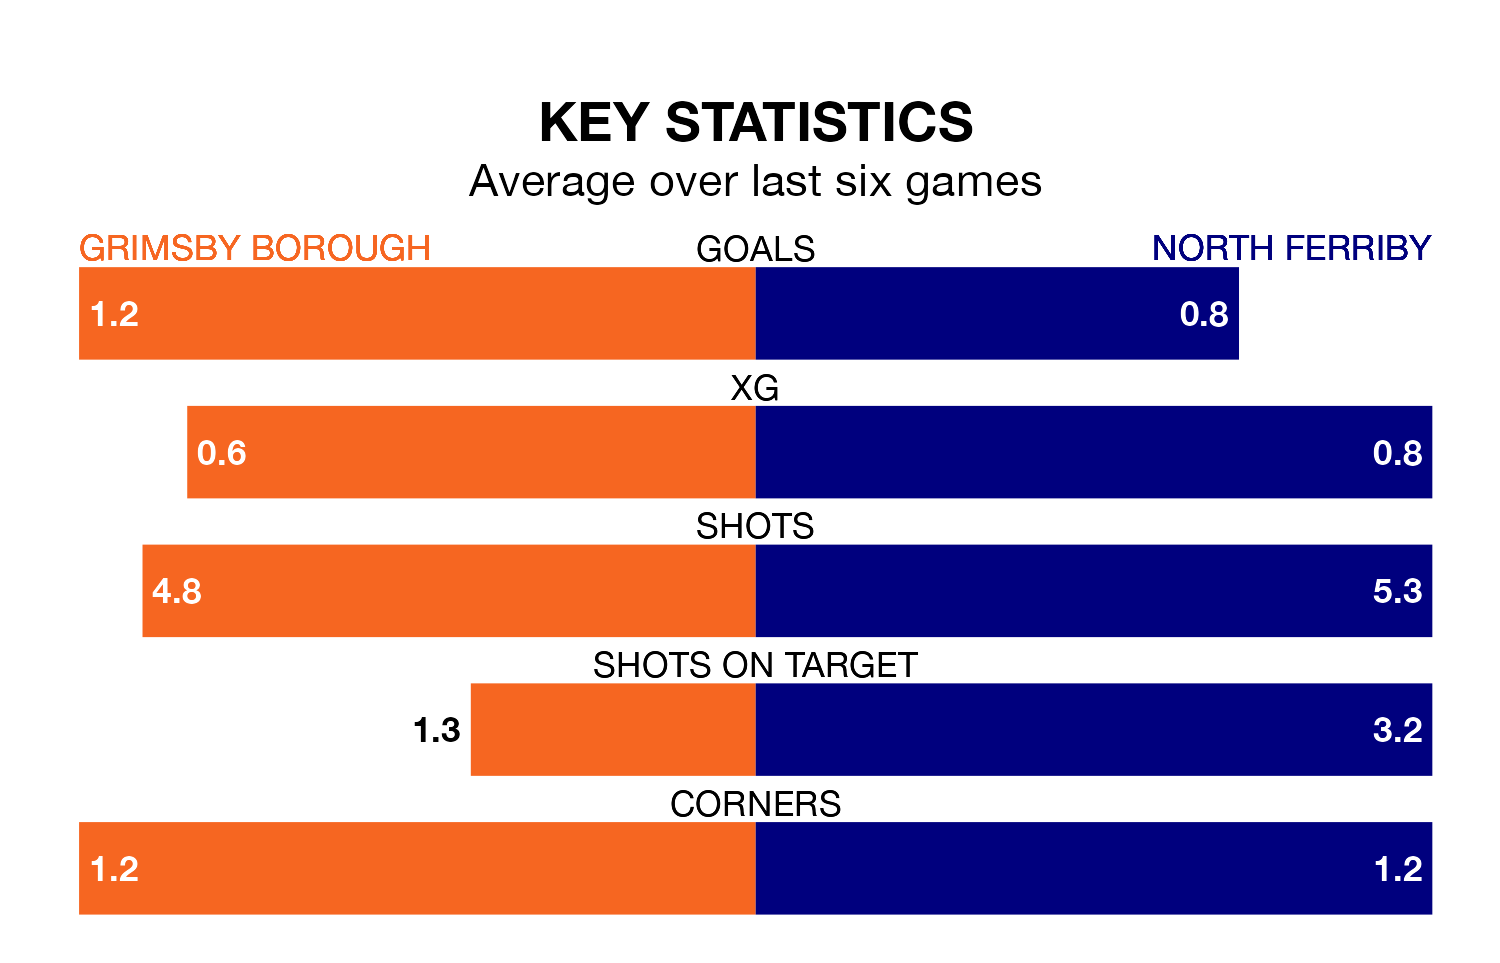 KEY STATISTICS
Average over last six games
GRIMSBY BOROUGH GOALS NORTH FERRIBY
1.2 0.8
XG
0.6 0.8
SHOTS
4.8 5.3
SHOTS ON TARGET
1.3 3.2
CORNERS
1.2 1.2